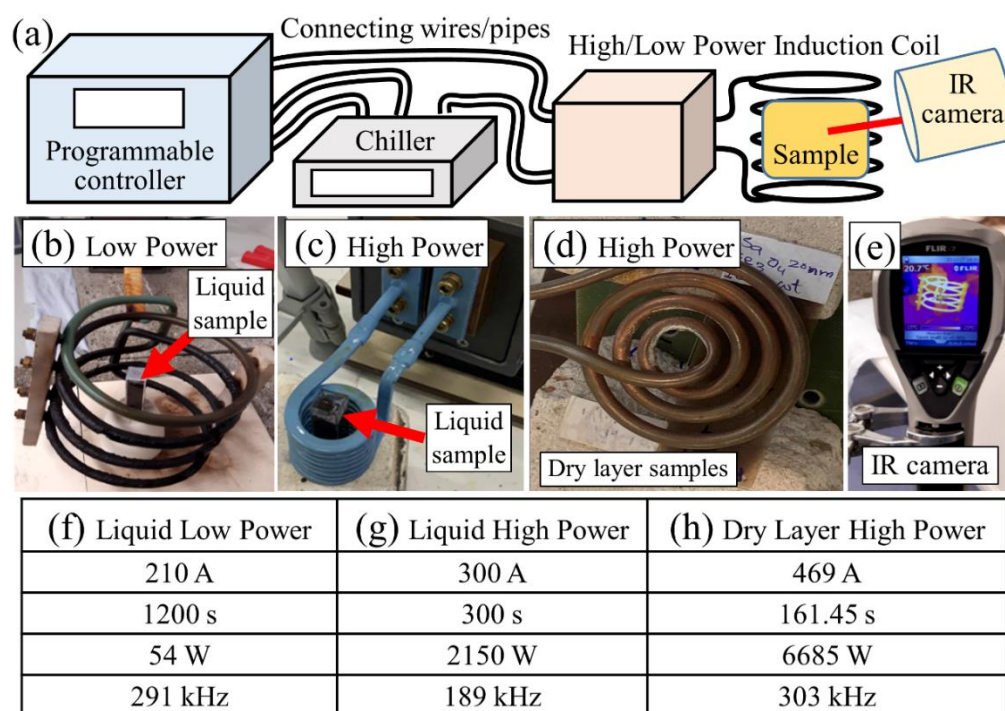 (a)
Connecting wires/pipes
High/Low Power Induction Coil
IR
camera
Programmable
controller
Chiller
Sample
(b) Low Power
Liquid
sample
(c) High Power
Liquid
sample
(d) High Power
20nm
wt
Dry layer samples
(e)
FLIR
20.7°C
FLIR
IR camera
(f) Liquid Low Power
(g) Liquid High Power
(h) Dry Layer High Power
210 A
300 A
469 A
1200 s
300 s
161.45 s
54 W
2150 W
6685 W
291 kHz
189 kHz
303 kHz